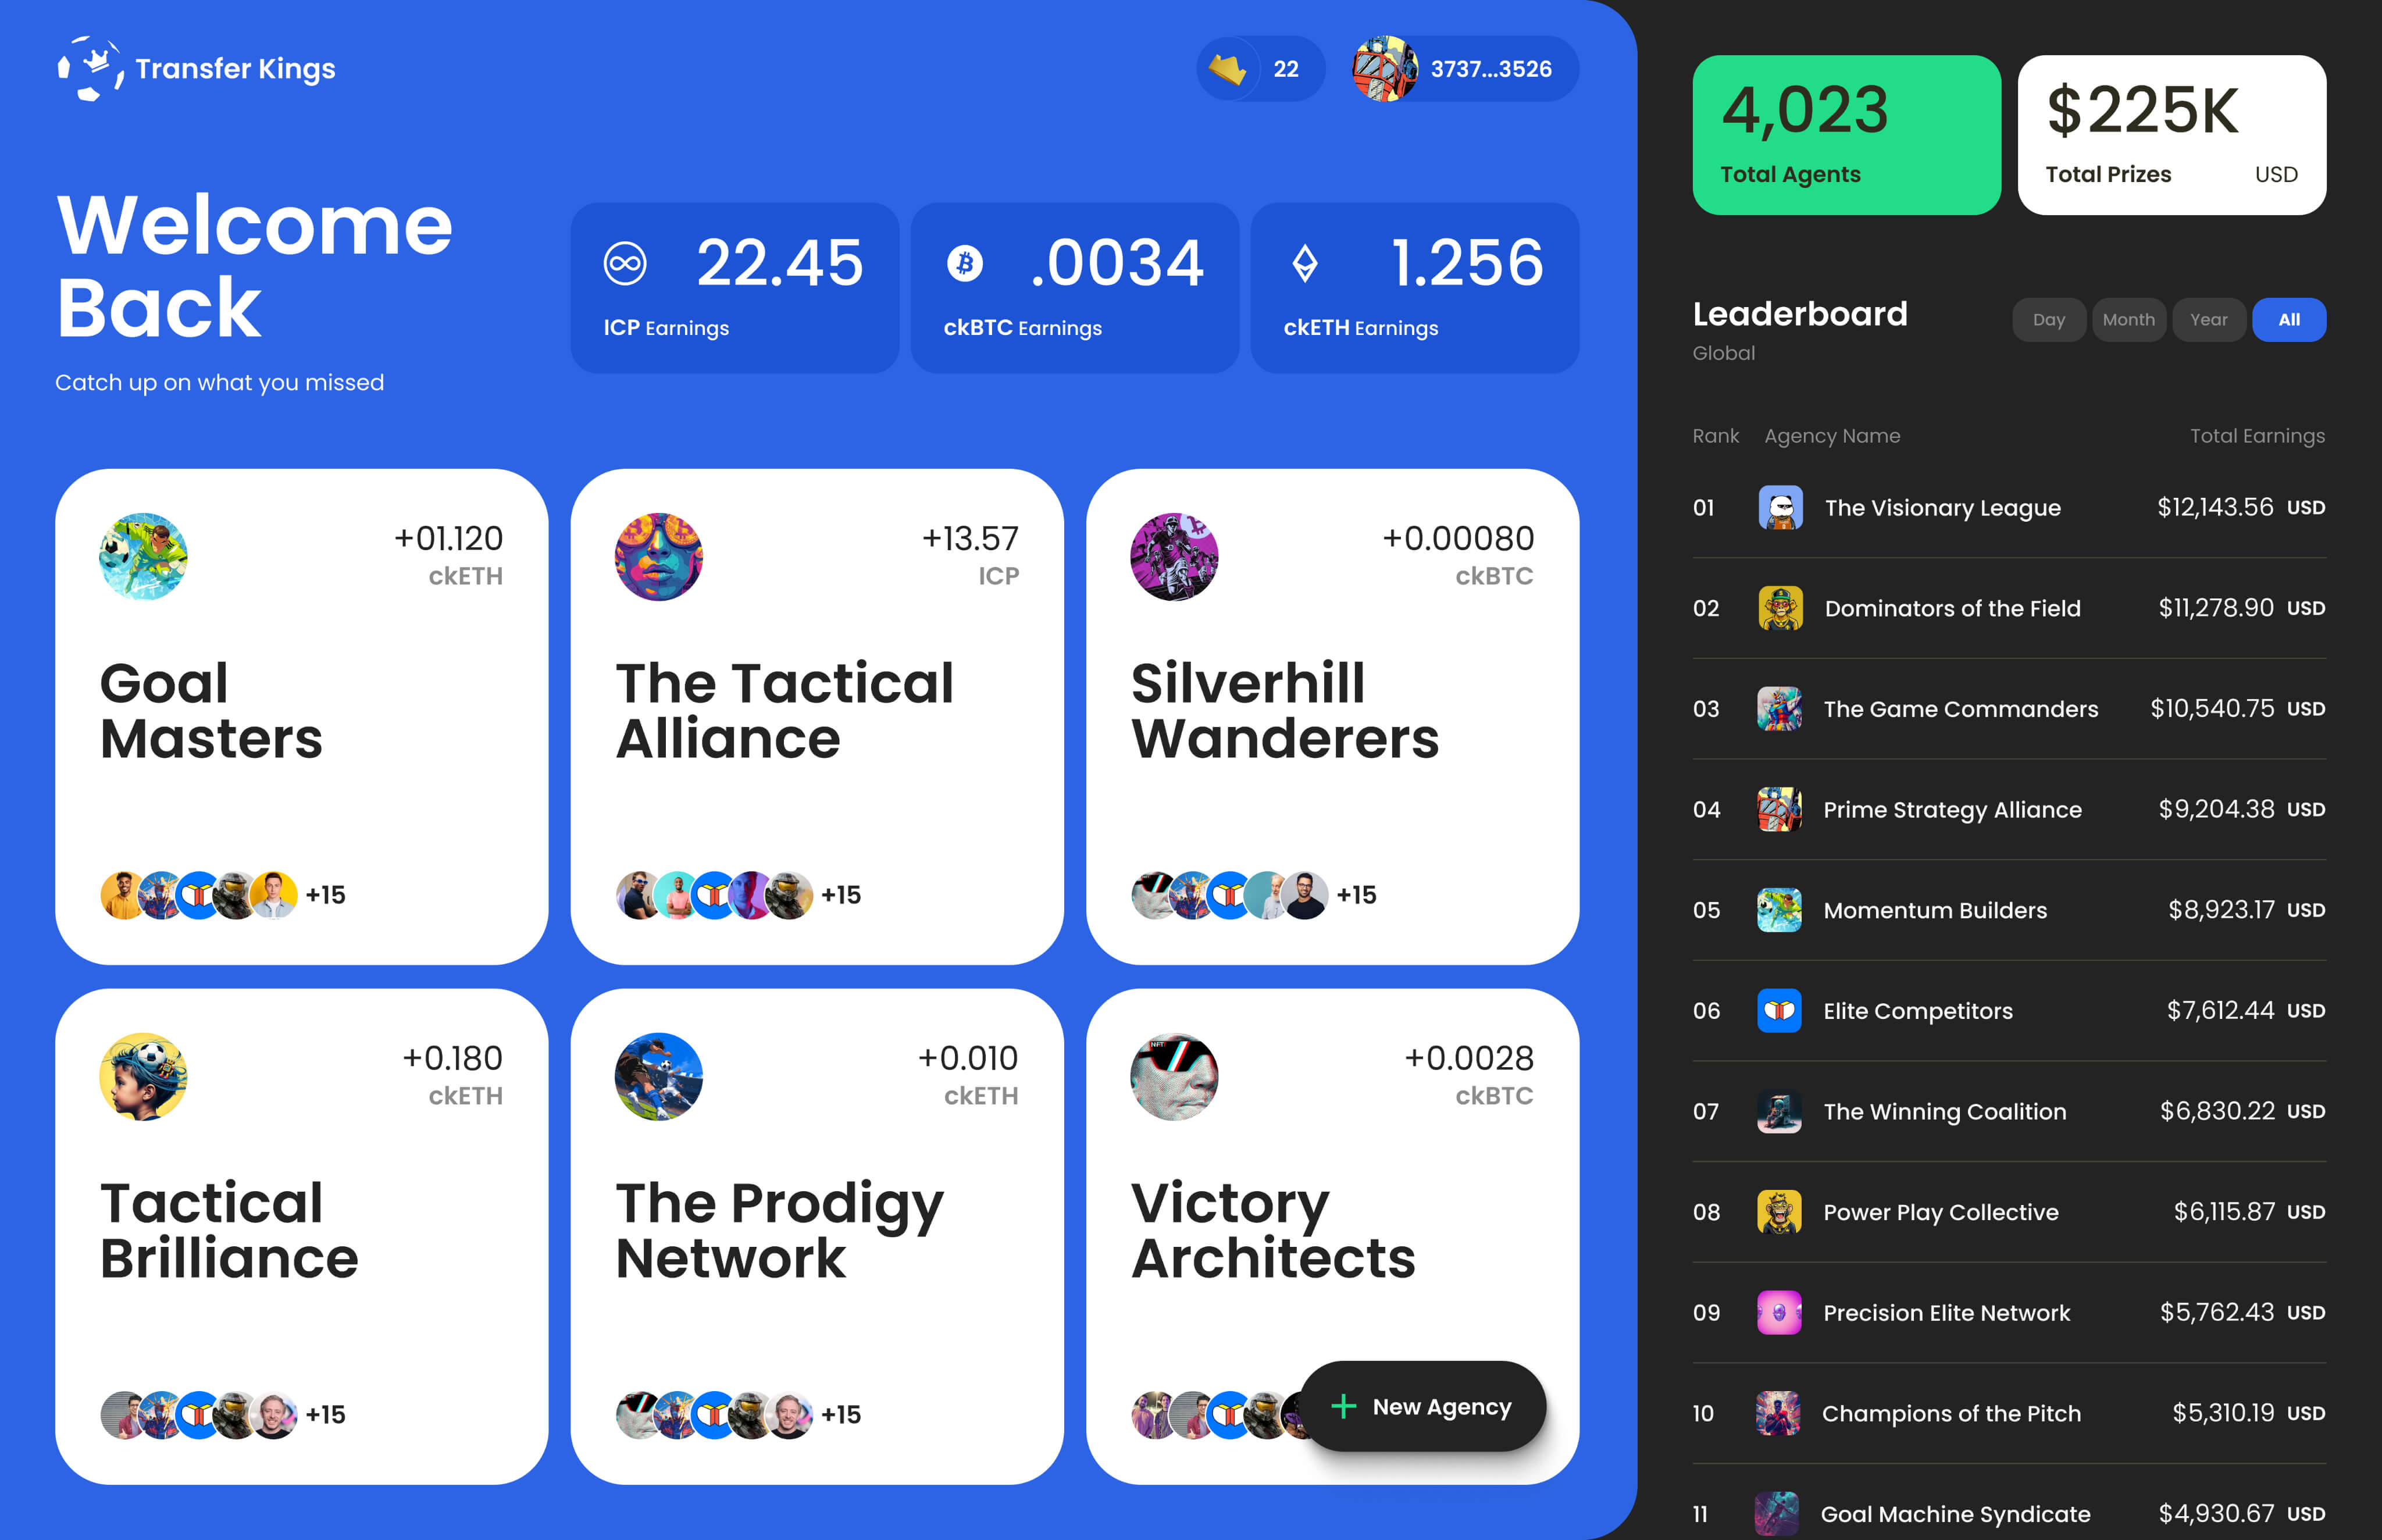 Transfer Kings
22
3737...3526
Welcome
Back
Catch up on what you missed
22.45
ICP Earnings
.0034
ckBTC Earnings
1.256
ckETH Earnings
+01.120
ckETH
Goal
Masters
+15
+13.57
ICP
The Tactical
Alliance
+15
+0.00080
ckBTC
Silverhill
Wanderers
+15
+0.180
ckETH
Tactical
Brilliance
+15
+0.010
ckETH
The Prodigy
Network
+15
NFT
+0.0028
ckBTC
Victory
Architects
+ New Agency
4,023
Total Agents
$225K
Total Prizes USD
Leaderboard
Global
Day Month Year All
Rank Agency Name Total Earnings
01 The Visionary League $12,143.56 USD
02 Dominators of the Field $11,278.90 USD
03 The Game Commanders $10,540.75 USD
04 Prime Strategy Alliance $9,204.38 USD
05 Momentum Builders $8,923.17 USD
06 Elite Competitors $7,612.44 USD
07 The Winning Coalition $6,830.22 USD
08 Power Play Collective $6,115.87 USD
09 Precision Elite Network $5,762.43 USD
10 Champions of the Pitch $5,310.19 USD
11 Goal Machine Syndicate $4,930.67 USD